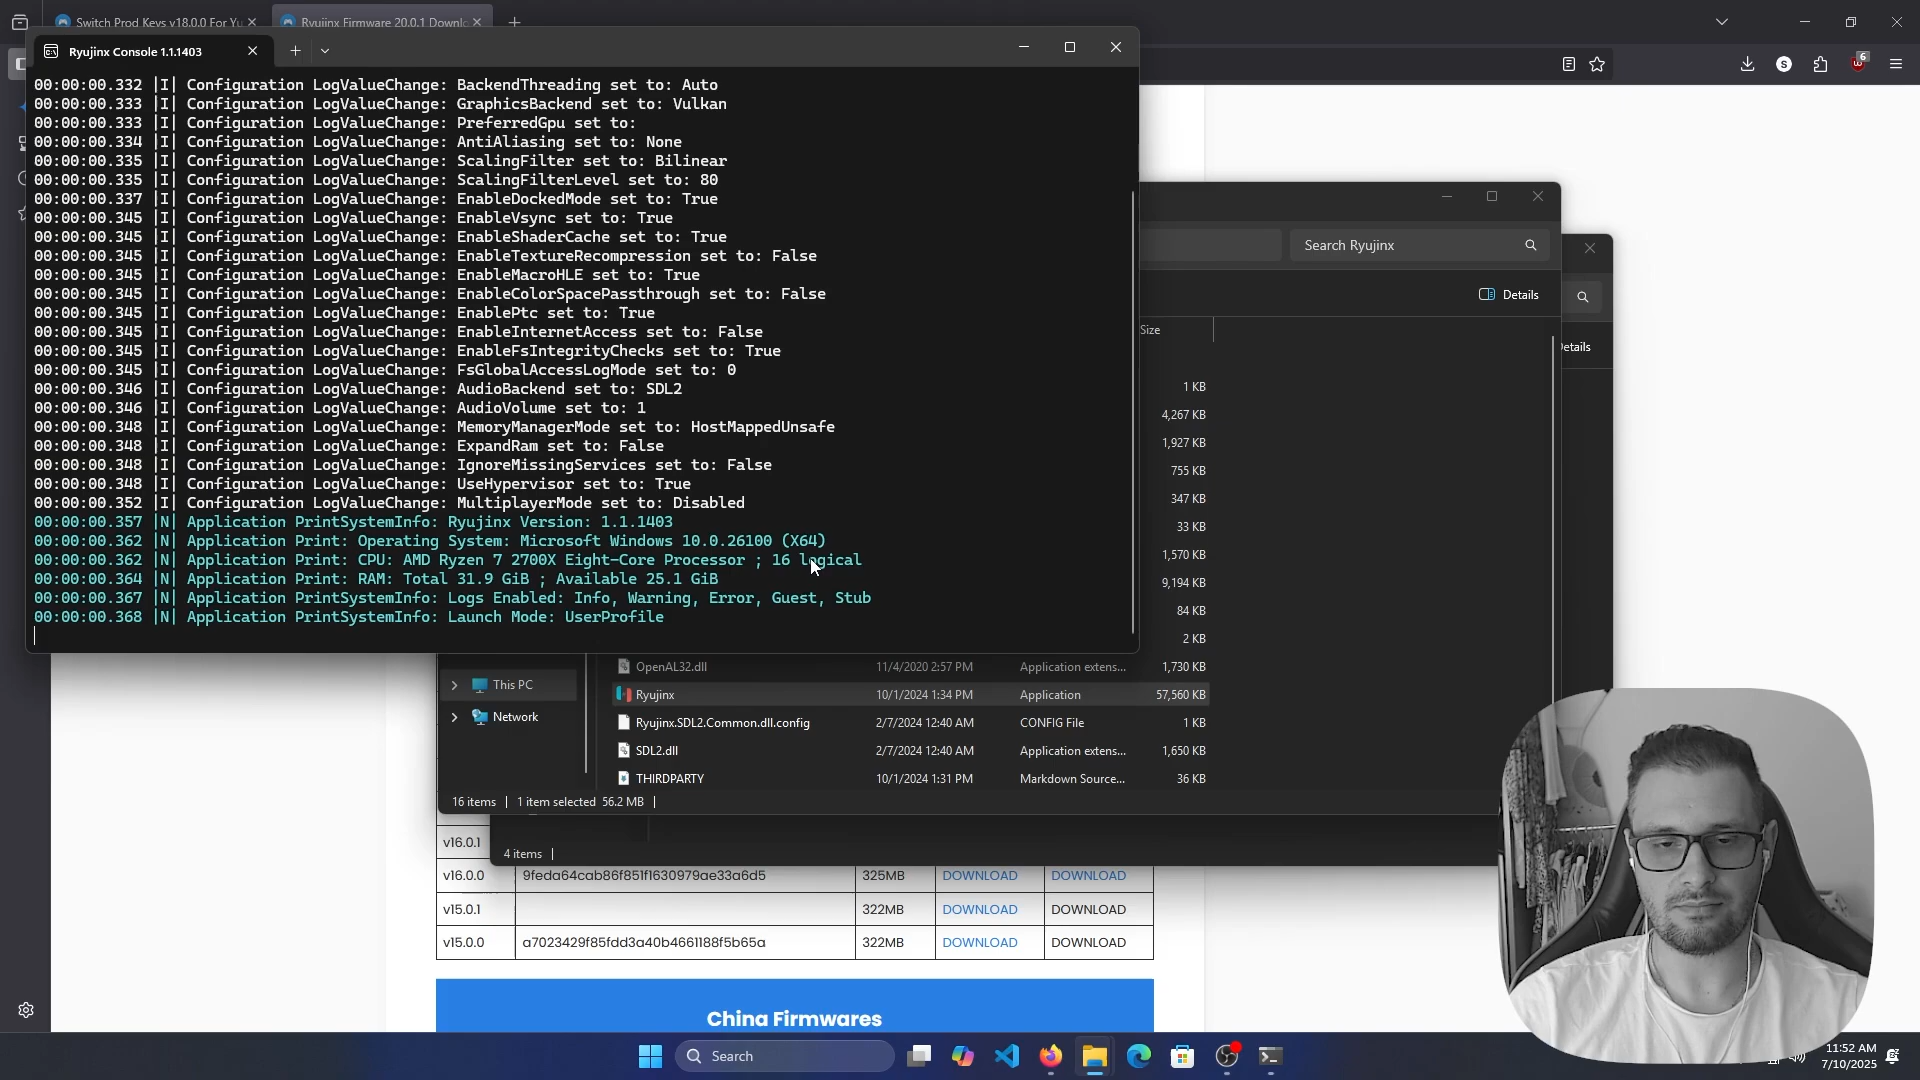 Switch Prod Keys v18.0.0 For Yu
Ryujinx Firmware 20.0.1 Downl
Ryujinx Console 1.1.1403
6
00:00:00.332 |I| Configuration LogValueChange: BackendThreading set to: Auto
00:00:00.333 |I| Configuration LogValueChange: GraphicsBackend set to: Vulkan
00:00:00.333 |I| Configuration LogValueChange: PreferredGpu set to:
00:00:00.334 |I| Configuration LogValueChange: AntiAliasing set to: None
00:00:00.335 |I| Configuration LogValueChange: ScalingFilter set to: Bilinear
00:00:00.335 |I| Configuration LogValueChange: ScalingFilterLevel set to: 80
00:00:00.337 |I| Configuration LogValueChange: EnableDockedMode set to: True
00:00:00.345 |I| Configuration LogValueChange: EnableVsync set to: True
00:00:00.345 |I| Configuration LogValueChange: EnableShaderCache set to: True
00:00:00.345 |I| Configuration LogValueChange: EnableTextureRecompression set to: False
00:00:00.345 |I| Configuration LogValueChange: EnableMacroHLE set to: True
00:00:00.345 |I| Configuration LogValueChange: EnableColorSpacePassthrough set to: False
00:00:00.345 |I| Configuration LogValueChange: EnablePtc set to: True
00:00:00.345 |I| Configuration LogValueChange: EnableInternetAccess set to: False
00:00:00.345 |I| Configuration LogValueChange: EnableFsIntegrityChecks set to: True
00:00:00.345 |I| Configuration LogValueChange: FsGlobalAccessLogMode set to: 0
00:00:00.346 |I| Configuration LogValueChange: AudioBackend set to: SDL2
00:00:00.346 |I| Configuration LogValueChange: AudioVolume set to: 1
00:00:00.348 |I| Configuration LogValueChange: MemoryManagerMode set to: HostMappedUnsafe
00:00:00.348 |I| Configuration LogValueChange: ExpandRam set to: False
00:00:00.348 |I| Configuration LogValueChange: IgnoreMissingServices set to: False
00:00:00.348 |I| Configuration LogValueChange: UseHypervisor set to: True
00:00:00.352 |I| Configuration LogValueChange: MultiplayerMode set to: Disabled
00:00:00.357 |N| Application PrintSystemInfo: Ryujinx Version: 1.1.1403
00:00:00.362 |N| Application Print: Operating System: Microsoft Windows 10.0.26100 (X64)
00:00:00.362 |N| Application Print: CPU: AMD Ryzen 7 2700X Eight-Core Processor ; 16 logical
00:00:00.364 |N| Application Print: RAM: Total 31.9 GiB ; Available 25.1 GiB
00:00:00.367 |N| Application PrintSystemInfo: Logs Enabled: Info, Warning, Error, Guest, Stub
00:00:00.368 |N| Application PrintSystemInfo: Launch Mode: UserProfile
Search Ryujinx
Details
Details
Size
1 KB
4,267 KB
1,927 KB
755 KB
347 KB
33 KB
1,570 KB
9,194 KB
84 KB
2 KB
This PC
Network
OpenAL32.dll 11/4/2020 2:57 PM Application extens... 1,730 KB
Ryujinx 10/1/2024 1:34 PM Application 57,560 KB
Ryujinx.SDL2.Common.dll.config 2/7/2024 12:40 AM CONFIG File 1 KB
SDL2.dll 2/7/2024 12:40 AM Application extens... 1,650 KB
THIRDPARTY 10/1/2024 1:31 PM Markdown Source... 36 KB
16 items 1 item selected 56.2 MB
4 items
v16.0.1
v16.0.0 9feda64cab86f851f1630979ae33a6d5 325MB DOWNLOAD DOWNLOAD
v15.0.1 322MB DOWNLOAD DOWNLOAD
v15.0.0 a7023429f85fdd3a40b4661188f5b65a 322MB DOWNLOAD DOWNLOAD
China Firmwares
Search
11:52 AM
7/10/2025